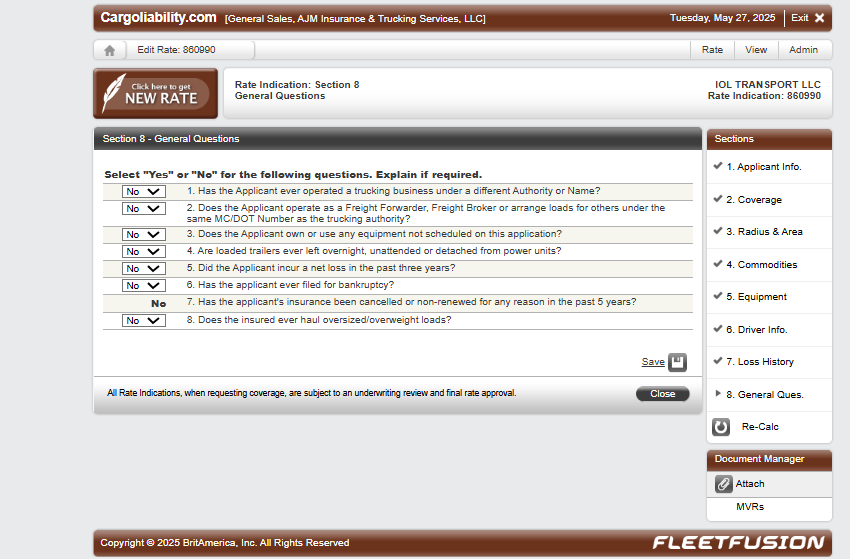 Cargoliability.com [General Sales, AJM Insurance & Trucking Services, LLC] Tuesday, May 27, 2025 Exit
Edit Rate: 860990 Rate View Admin
Click here to get
NEW RATE
Rate Indication: Section 8
General Questions
IOL TRANSPORT LLC
Rate Indication: 860990
Section 8 - General Questions
Select "Yes" or "No" for the following questions. Explain if required.
No 1. Has the Applicant ever operated a trucking business under a different Authority or Name?
No 2. Does the Applicant operate as a Freight Forwarder, Freight Broker or arrange loads for others under the
same MC/DOT Number as the trucking authority?
No 3. Does the Applicant own or use any equipment not scheduled on this application?
No 4. Are loaded trailers ever left overnight, unattended or detached from power units?
No 5. Did the Applicant incur a net loss in the past three years?
No 6. Has the applicant ever filed for bankruptcy?
No 7. Has the applicant's insurance been cancelled or non-renewed for any reason in the past 5 years?
No 8. Does the insured ever haul oversized/overweight loads?
Save
All Rate Indications, when requesting coverage, are subject to an underwriting review and final rate approval.
Close
Sections
1. Applicant Info.
2. Coverage
3. Radius & Area
4. Commodities
5. Equipment
6. Driver Info.
7. Loss History
8. General Ques.
Re-Calc
Document Manager
Attach
MVRs
Copyright © 2025 BritAmerica, Inc. All Rights Reserved
FLEETFUSION